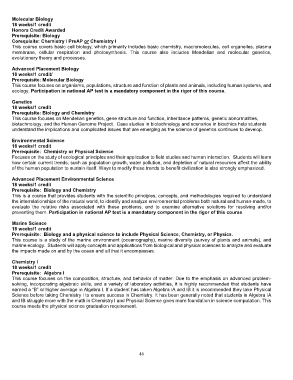 Molecular Biology
18 weeks/1 credit
Honors Credit Awarded
Prerequisite: Biology
Corequisite: Chemistry I PreAP or Chemistry I
This course covers basic cell biology, which primarily includes basic chemistry, macromolecules, cell organelles, plasma
membrane, cellular respiration and photosynthesis. This course also includes Mendelian and molecular genetics,
evolutionary theory and processes.
Advanced Placement Biology
18 weeks/1 credit/
Prerequisite: Molecular Biology
This course focuses on organisms, populations, structure and function of plants and animals, including human systems, and
ecology. Participation in national AP test is a mandatory component in the rigor of this course.
Genetics
18 weeks/1 credit
Prerequisite: Biology and Chemistry
This course focuses on Mendelian genetics, gene structure and function, inheritance patterns, genetic abnormalities,
biotechnology, and the Human Genome Project. Case studies in biotechnology and scenarios in bioethics help students
understand the implications and complicated issues that are emerging as the science of genetics continues to develop.
Environmental Science
18 weeks/1 credit
Prerequisite: Chemistry or Physical Science
Focuses on the study of ecological principles and their application to field studies and human interaction. Students will learn
how certain current trends, such as population growth, water pollution, and depletion of natural resources affect the ability
of the human population to sustain itself. Ways to modify these trends to benefit civilization is also strongly emphasized.
Advanced Placement Environmental Science
18 weeks/1 credit
Prerequisite: Biology and Chemistry
This is a course that provides students with the scientific principles, concepts, and methodologies required to understand
the interrelationships of the natural world, to identify and analyze environmental problems both natural and human-made, to
evaluate the relative risks associated with these problems, and to examine alternative solutions for resolving and/or
preventing them. Participation in national AP test is a mandatory component in the rigor of this course
Marine Science
18 weeks/1 credit
Prerequisite: Biology and a physical science to include Physical Science, Chemistry, or Physics.
This course is a study of the marine environment (oceanography), marine diversity (survey of plants and animals), and
marine ecology. Students will apply concepts and applications from biological and physical sciences to analyze and evaluate
the impacts made on and by the ocean and all that it encompasses.
Chemistry I
18 weeks/1 credit
Prerequisite: Algebra I
This course focuses on the composition, structure, and behavior of matter. Due to the emphasis on advanced problem-
solving, incorporating algebraic skills, and a variety of laboratory activities, it is highly recommended that students have
earned a "B" or higher average in Algebra I. If a student has taken Algebra IA and IB it is recommended they take Physical
Science before taking Chemistry I to ensure success in Chemistry. It has been generally noted that students in Algebra IA
and IB struggle more with the math in Chemistry I and Physical Science gives more foundation in science computation. This
course meets the physical science graduation requirement.